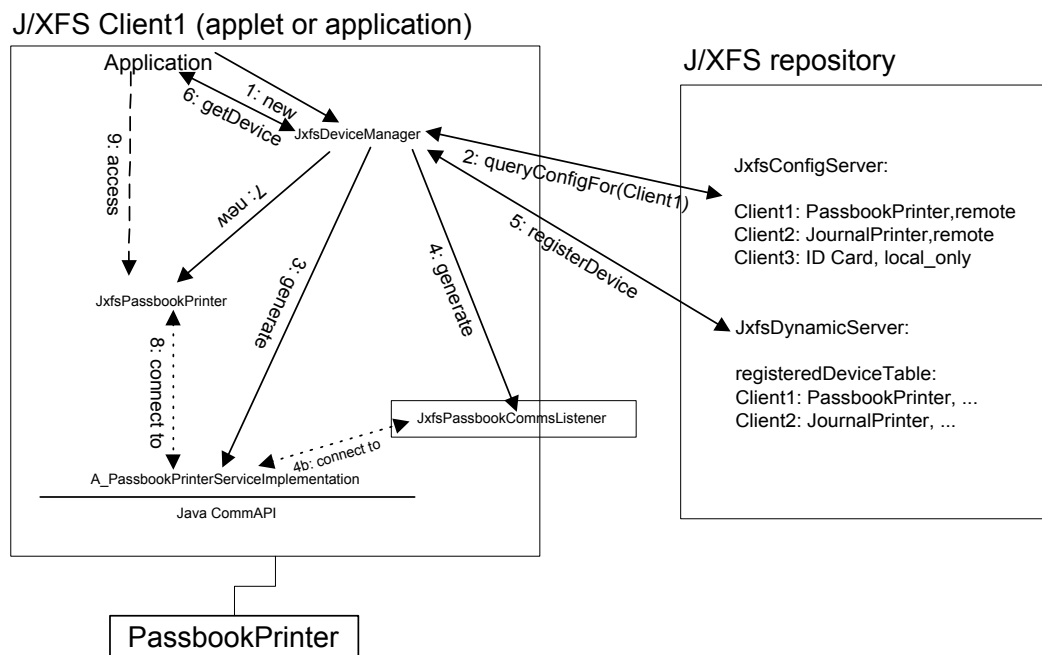 J/XFS Client1 (applet or application)
Application
1: new
6: getDevice
JxfsDeviceManager
9: access
7: new
3: generate
4: generate
2: queryConfigFor(Client1)
5: registerDevice
JxfsPassbookPrinter
8: connect to
JxfsPassbookCommsListener
4b: connect to
A_PassbookPrinterServiceImplementation
Java CommAPI
PassbookPrinter
J/XFS repository
JxfsConfigServer:
Client1: PassbookPrinter,remote
Client2: JournalPrinter,remote
Client3: ID Card, local_only
JxfsDynamicServer:
registeredDeviceTable:
Client1: PassbookPrinter, ...
Client2: JournalPrinter, ...